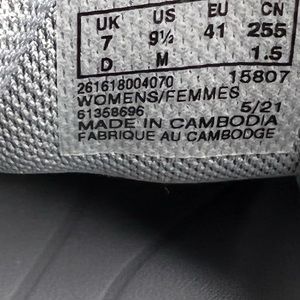 UK US EU CN
7 9½ 41 255
D M 1.5
261618004070 15807
WOMENS/FEMMES
61358696 5/21
MADE IN CAMBODIA
FABRIQUE AU CAMBODGE